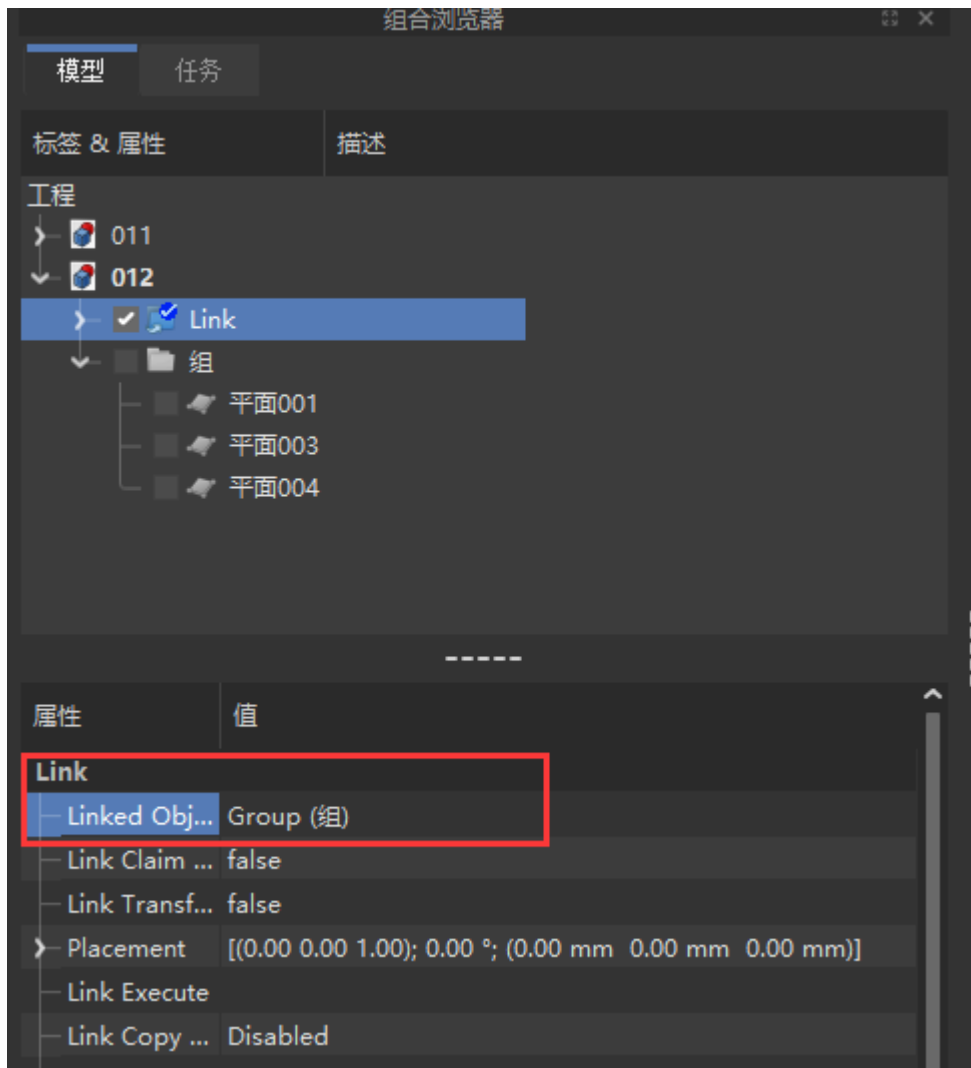 组合浏览器
模型 任务
标签 & 属性 描述
工程
011
012
Link
组
平面001
平面003
平面004
属性 值
Link
Linked Obj... Group (组)
Link Claim ... false
Link Transf... false
Placement [(0.00 0.00 1.00); 0.00 °; (0.00 mm 0.00 mm 0.00 mm)]
Link Execute
Link Copy ... Disabled